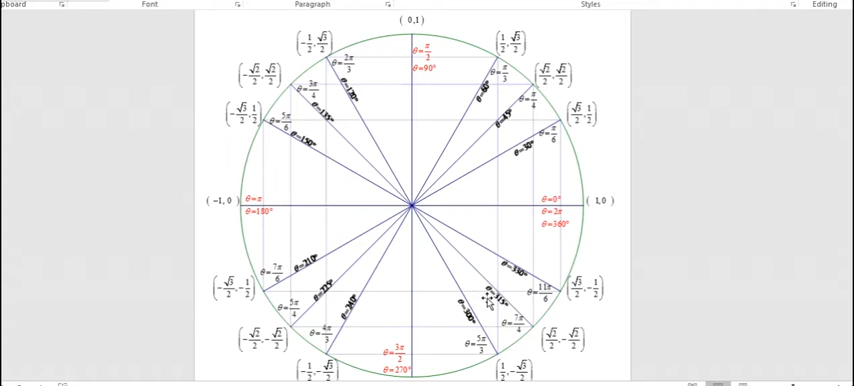 pboard
Font
Paragraph
Styles
Editing
( 0,1)
(-1/2, √3/2)
(1/2, √3/2)
θ=π/2
θ=90°
θ=2π/3
θ=120°
θ=π/3
θ=60°
(-√2/2, √2/2)
(√2/2, √2/2)
θ=3π/4
θ=135°
θ=π/4
θ=45°
(-√3/2, 1/2)
(√3/2, 1/2)
θ=5π/6
θ=150°
θ=π/6
θ=30°
( -1, 0
θ=π
θ=180°
θ=0°
θ=2π
θ=360°
( 1,0 )
θ=7π/6
θ=210°
θ=330°
θ=11π/6
(-√3/2, -1/2)
(√3/2, -1/2)
θ=5π/4
θ=225°
θ=315°
θ=7π/4
(-√2/2, -√2/2)
(√2/2, -√2/2)
θ=4π/3
θ=240°
θ=300°
θ=5π/3
θ=3π/2
θ=270°
(-1/2, -√3/2)
(1/2, -√3/2)